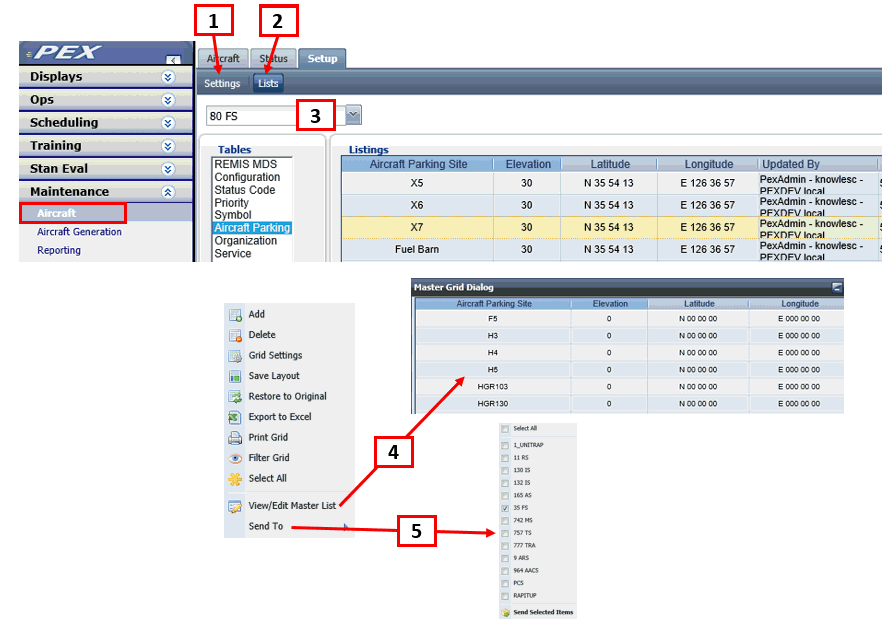 1
2
PEX
Aircraft Status Setup
Displays
Settings Lists
Ops
80 FS
3
Scheduling
Training
Stan Eval
Maintenance
Aircraft
Aircraft Generation
Reporting
Tables
REMIS MDS
Configuration
Status Code
Priority
Symbol
Aircraft Parking
Organization
Service
Listings
Aircraft Parking Site Elevation Latitude Longitude Updated By
X5 30 N 35 54 13 E 126 36 57 PexAdmin - knowlesc - PEXDEV.local
X6 30 N 35 54 13 E 126 36 57 PexAdmin - knowlesc - PEXDEV.local
X7 30 N 35 54 13 E 126 36 57 PexAdmin - knowlesc - PEXDEV.local
Fuel Barn 30 N 35 54 13 E 126 36 57 PexAdmin - knowlesc - PEXDEV.local
Master Grid Dialog
Aircraft Parking Site Elevation Latitude Longitude
F5 0 N 00 00 00 E 000 00 00
H3 0 N 00 00 00 E 000 00 00
H4 0 N 00 00 00 E 000 00 00
H5 0 N 00 00 00 E 000 00 00
HGR103 0 N 00 00 00 E 000 00 00
HGR130 0 N 00 00 00 E 000 00 00
Add
Delete
Grid Settings
Save Layout
Restore to Original
Export to Excel
Print Grid
Filter Grid
Select All
View/Edit Master List
Send To
4
5
Select All
1_UNITRAP
11 RS
130 IS
132 IS
165 AS
35 FS
742 MS
757 TS
777 TRA
9 ARS
964 AACS
PCS
RAPITUP
Send Selected Items